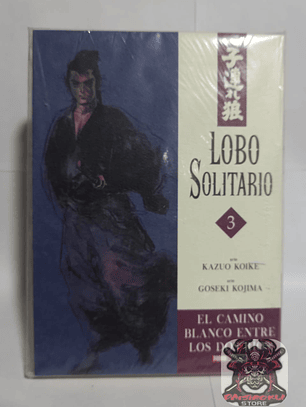 子連れ狼
LOBO
SOLITARIO
3
KAZUO KOIKE
GOSEKI KOJIMA
EL CAMINO
BLANCO ENTRE
LOS D
STORE